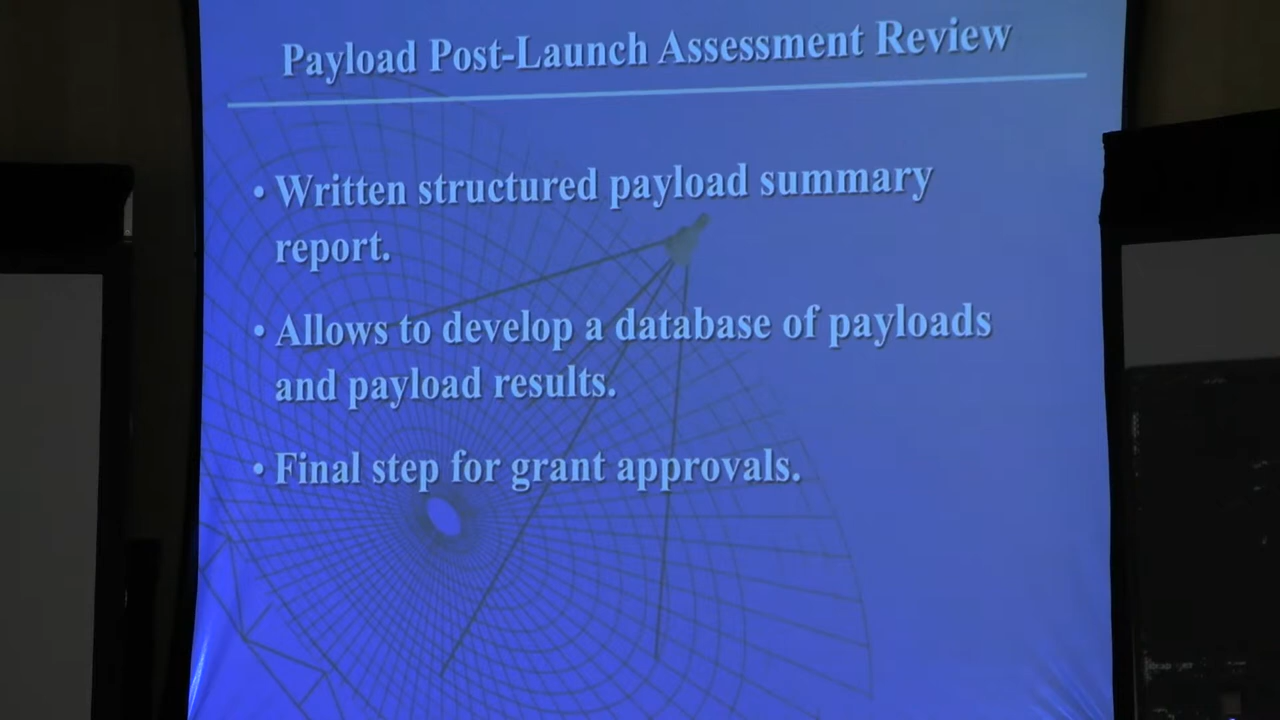 Payload Post-Launch Assessment Review
• Written structured payload summary
report.
• Allows to develop a database of payloads
and payload results.
• Final step for grant approvals.